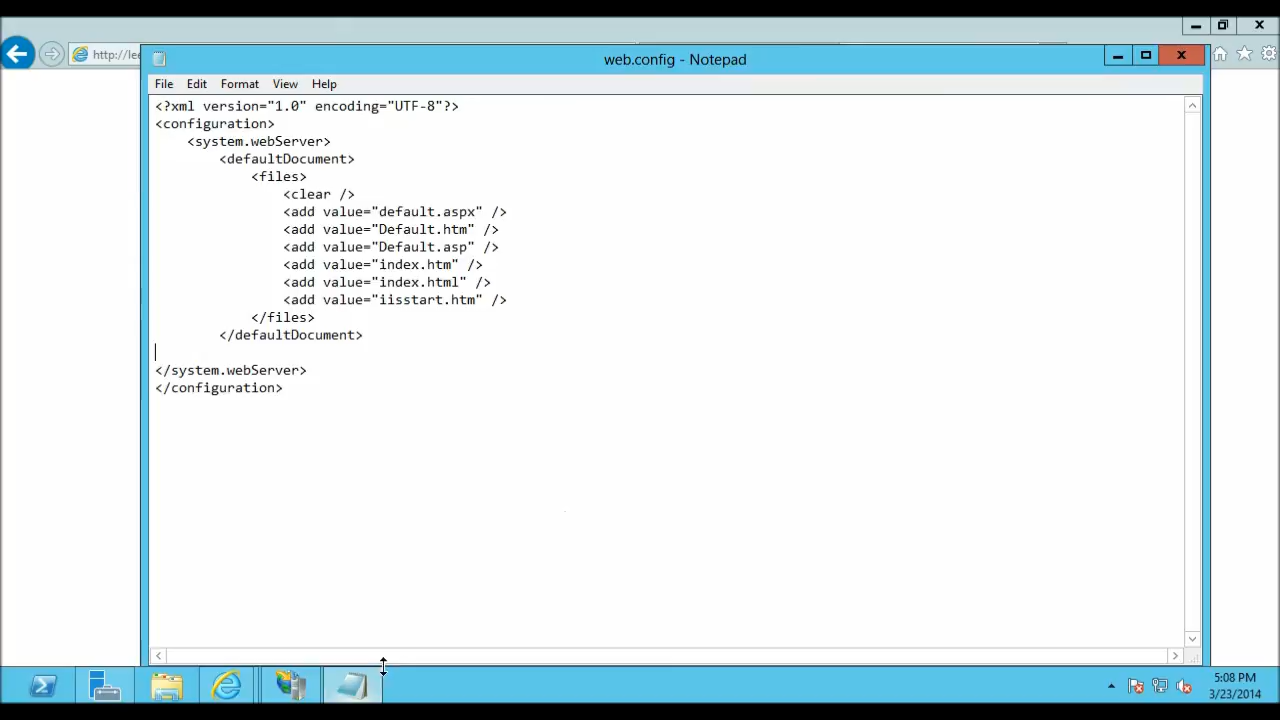 http://lee
web.config - Notepad
File Edit Format View Help
<?xml version="1.0" encoding="UTF-8"?>
<configuration>
    <system.webServer>
        <defaultDocument>
            <files>
                <clear />
                <add value="default.aspx" />
                <add value="Default.htm" />
                <add value="Default.asp" />
                <add value="index.htm" />
                <add value="index.html" />
                <add value="iisstart.htm" />
            </files>
        </defaultDocument>
</system.webServer>
</configuration>
5:08 PM
3/23/2014